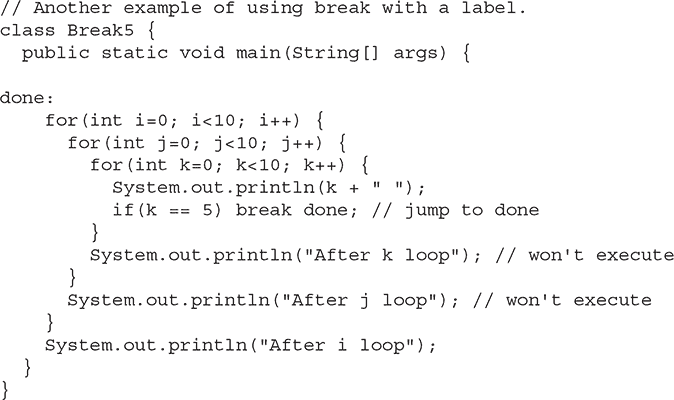 // Another example of using break with a label.
class Break5 {
  public static void main(String[] args) {

done:
    for(int i=0; i<10; i++) {
      for(int j=0; j<10; j++) {
        for(int k=0; k<10; k++) {
          System.out.println(k + " ");
          if(k == 5) break done; // jump to done
        }
        System.out.println("After k loop"); // won't execute
      }
      System.out.println("After j loop"); // won't execute
    }
    System.out.println("After i loop");
  }
}